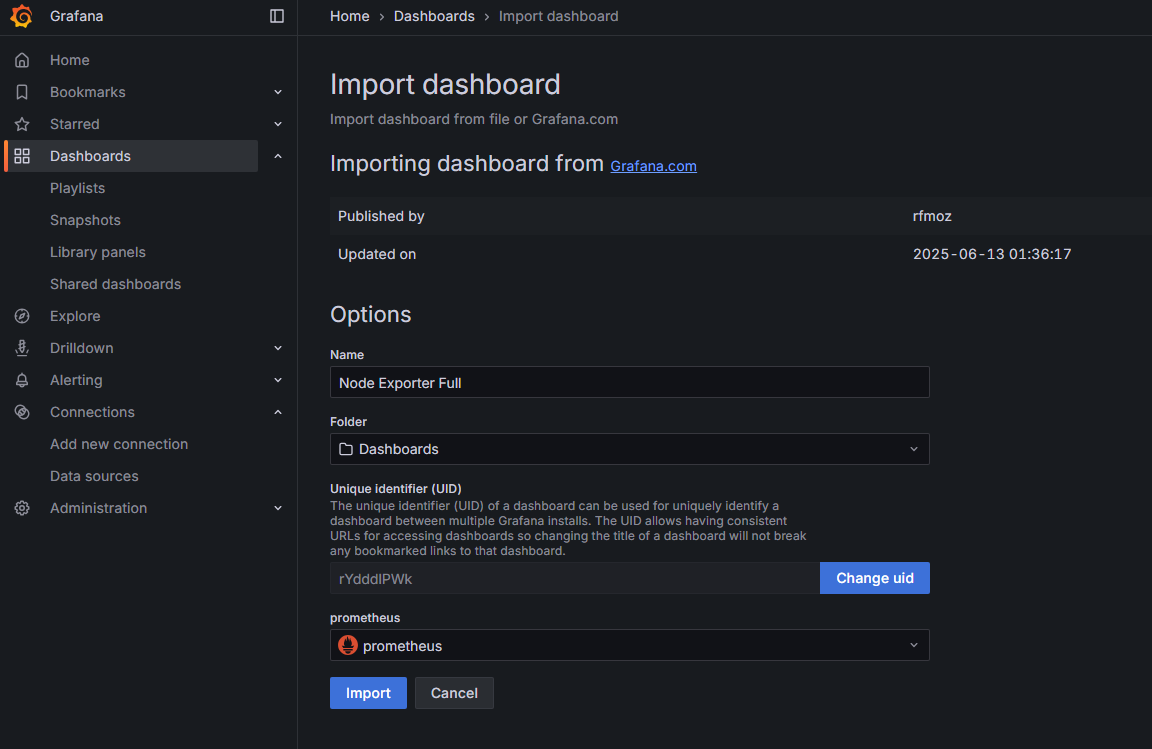 Grafana
Home
Bookmarks
Starred
Dashboards
Playlists
Snapshots
Library panels
Shared dashboards
Explore
Drilldown
Alerting
Connections
Add new connection
Data sources
Administration
Home › Dashboards › Import dashboard
Import dashboard
Import dashboard from file or Grafana.com
Importing dashboard from Grafana.com
Published by rfmoz
Updated on 2025-06-13 01:36:17
Options
Name
Node Exporter Full
Folder
Dashboards
Unique identifier (UID)
The unique identifier (UID) of a dashboard can be used for uniquely identify a
dashboard between multiple Grafana installs. The UID allows having consistent
URLs for accessing dashboards so changing the title of a dashboard will not break
any bookmarked links to that dashboard.
rYdddlPWk Change uid
prometheus
prometheus
Import Cancel